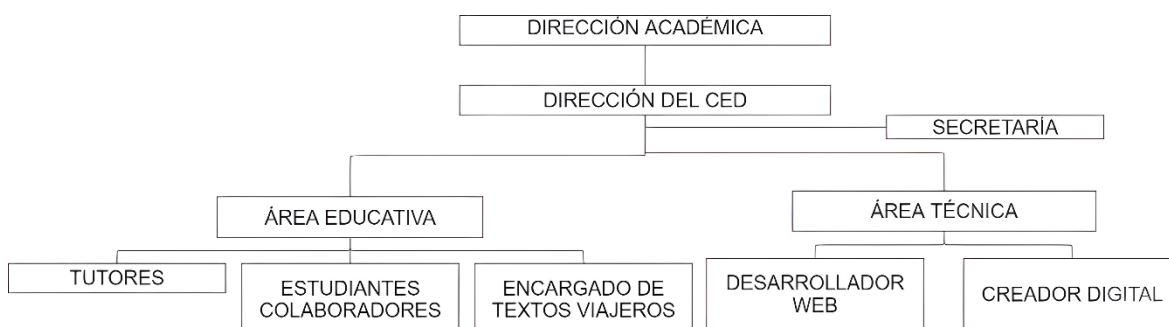 DIRECCIÓN ACADÉMICA
DIRECCIÓN DEL CED
SECRETARÍA
ÁREA EDUCATIVA
ÁREA TÉCNICA
TUTORES
ESTUDIANTES
COLABORADORES
ENCARGADO DE
TEXTOS VIAJEROS
DESARROLLADOR
WEB
CREADOR DIGITAL